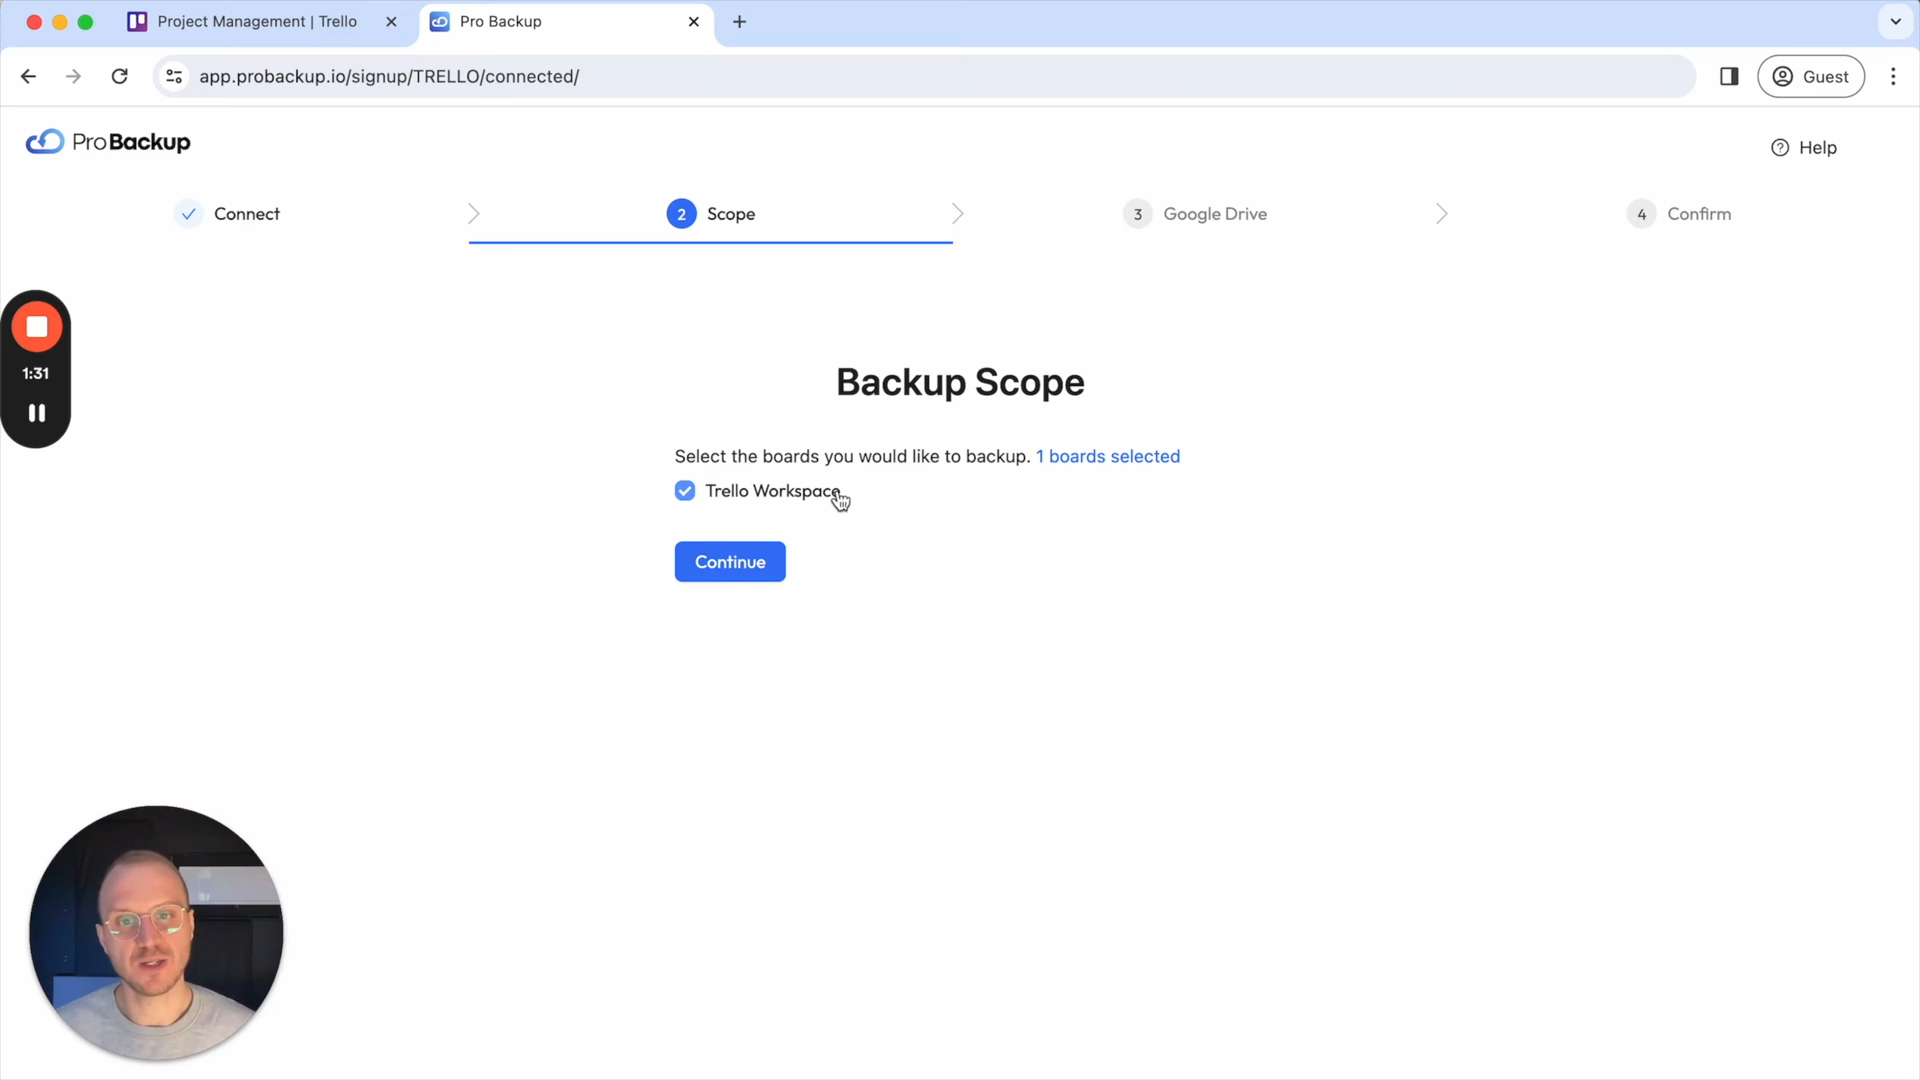 Project Management | Trello
Pro Backup
app.probackup.io/signup/TRELLO/connected/
Guest
ProBackup
Help
Connect
2 Scope
3 Google Drive
4 Confirm
1:31
Backup Scope
Select the boards you would like to backup. 1 boards selected
Trello Workspace
Continue